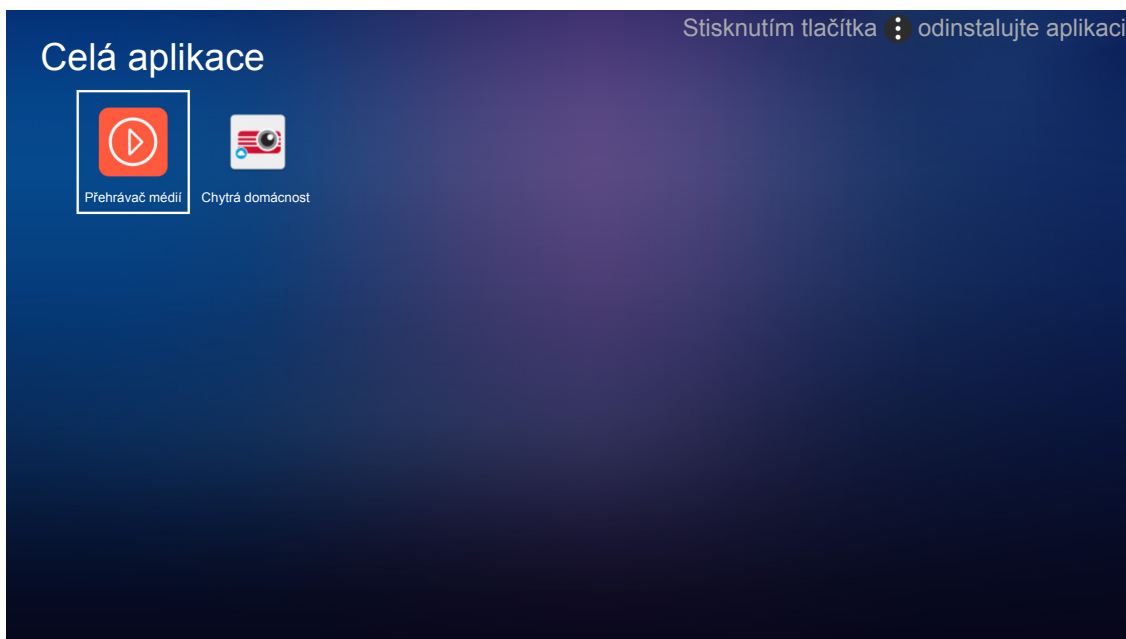 Stisknutím tlačítka odinstalujte aplikaci
Celá aplikace
Přehrávač médií
Chytrá domácnost